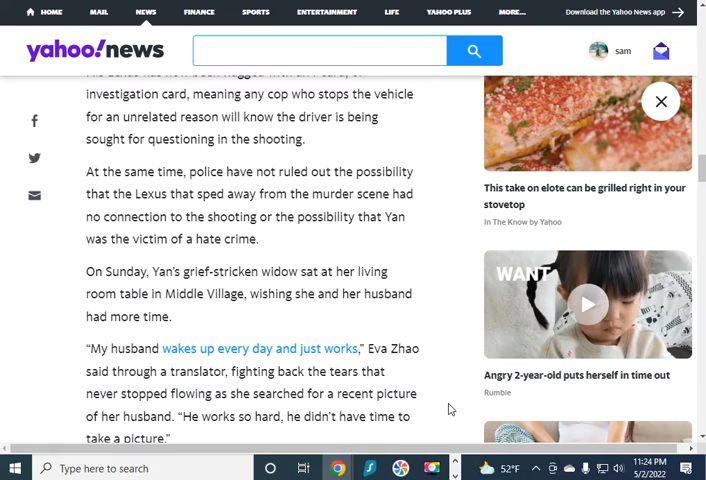 HOME
MAIL
NEWS
FINANCE
SPORTS
ENTERTAINMENT
LIFE
YAHOO PLUS
MORE...
Download the Yahoo News app
yahoo!news
sam
investigation card, meaning any cop who stops the vehicle
for an unrelated reason will know the driver is being
sought for questioning in the shooting.
At the same time, police have not ruled out the possibility
that the Lexus that sped away from the murder scene had
no connection to the shooting or the possibility that Yan
was the victim of a hate crime.
On Sunday, Yan's grief-stricken widow sat at her living
room table in Middle Village, wishing she and her husband
had more time.
“My husband wakes up every day and just works,” Eva Zhao
said through a translator, fighting back the tears that
never stopped flowing as she searched for a recent picture
of her husband. “He works so hard, he didn’t have time to
take a picture.”
This take on elote can be grilled right in your
stovetop
In The Know by Yahoo
WANT
Angry 2-year-old puts herself in time out
Rumble
Type here to search
52°F
11:24 PM
5/2/2022